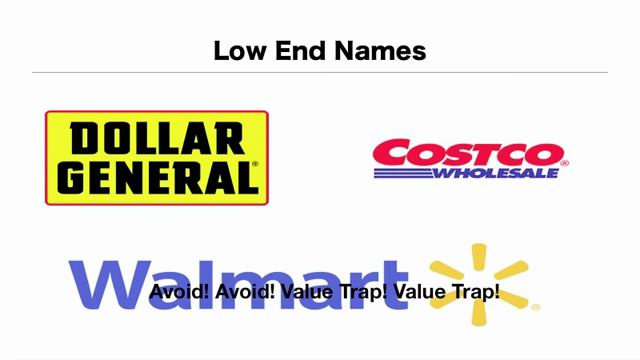 Low End Names
DOLLAR
GENERAL®
COSTCO®
WHOLESALE
Walmart®
Avoid! Avoid! Value Trap! Value Trap!